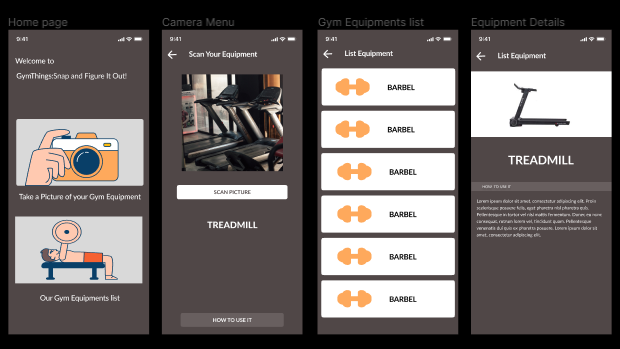 Home page
9:41
Welcome to
GymThings:Snap and Figure It Out!
Take a Picture of your Gym Equipment
Our Gym Equipments list
Camera Menu
9:41
Scan Your Equipment
SCAN PICTURE
TREADMILL
HOW TO USE IT
Gym Equipments list
9:41
List Equipment
BARBEL
BARBEL
BARBEL
BARBEL
BARBEL
BARBEL
Equipment Details
9:41
List Equipment
TREADMILL
HOW TO USE IT
Lorem ipsum dolor sit amet, consectetur adipiscing elit. Proin
scelerisque posuere felis, eget pharetra nisl pharetra quis.
Pellentesque in tortor vel nisi mattis fermentum. Donec eu nunc
consequat, rutrum lorem vel, tincidunt quam. Pellentesque
venenatis dui quis ex posuere. Lorem ipsum dolor sit
amet, consectetur adipiscing elit.